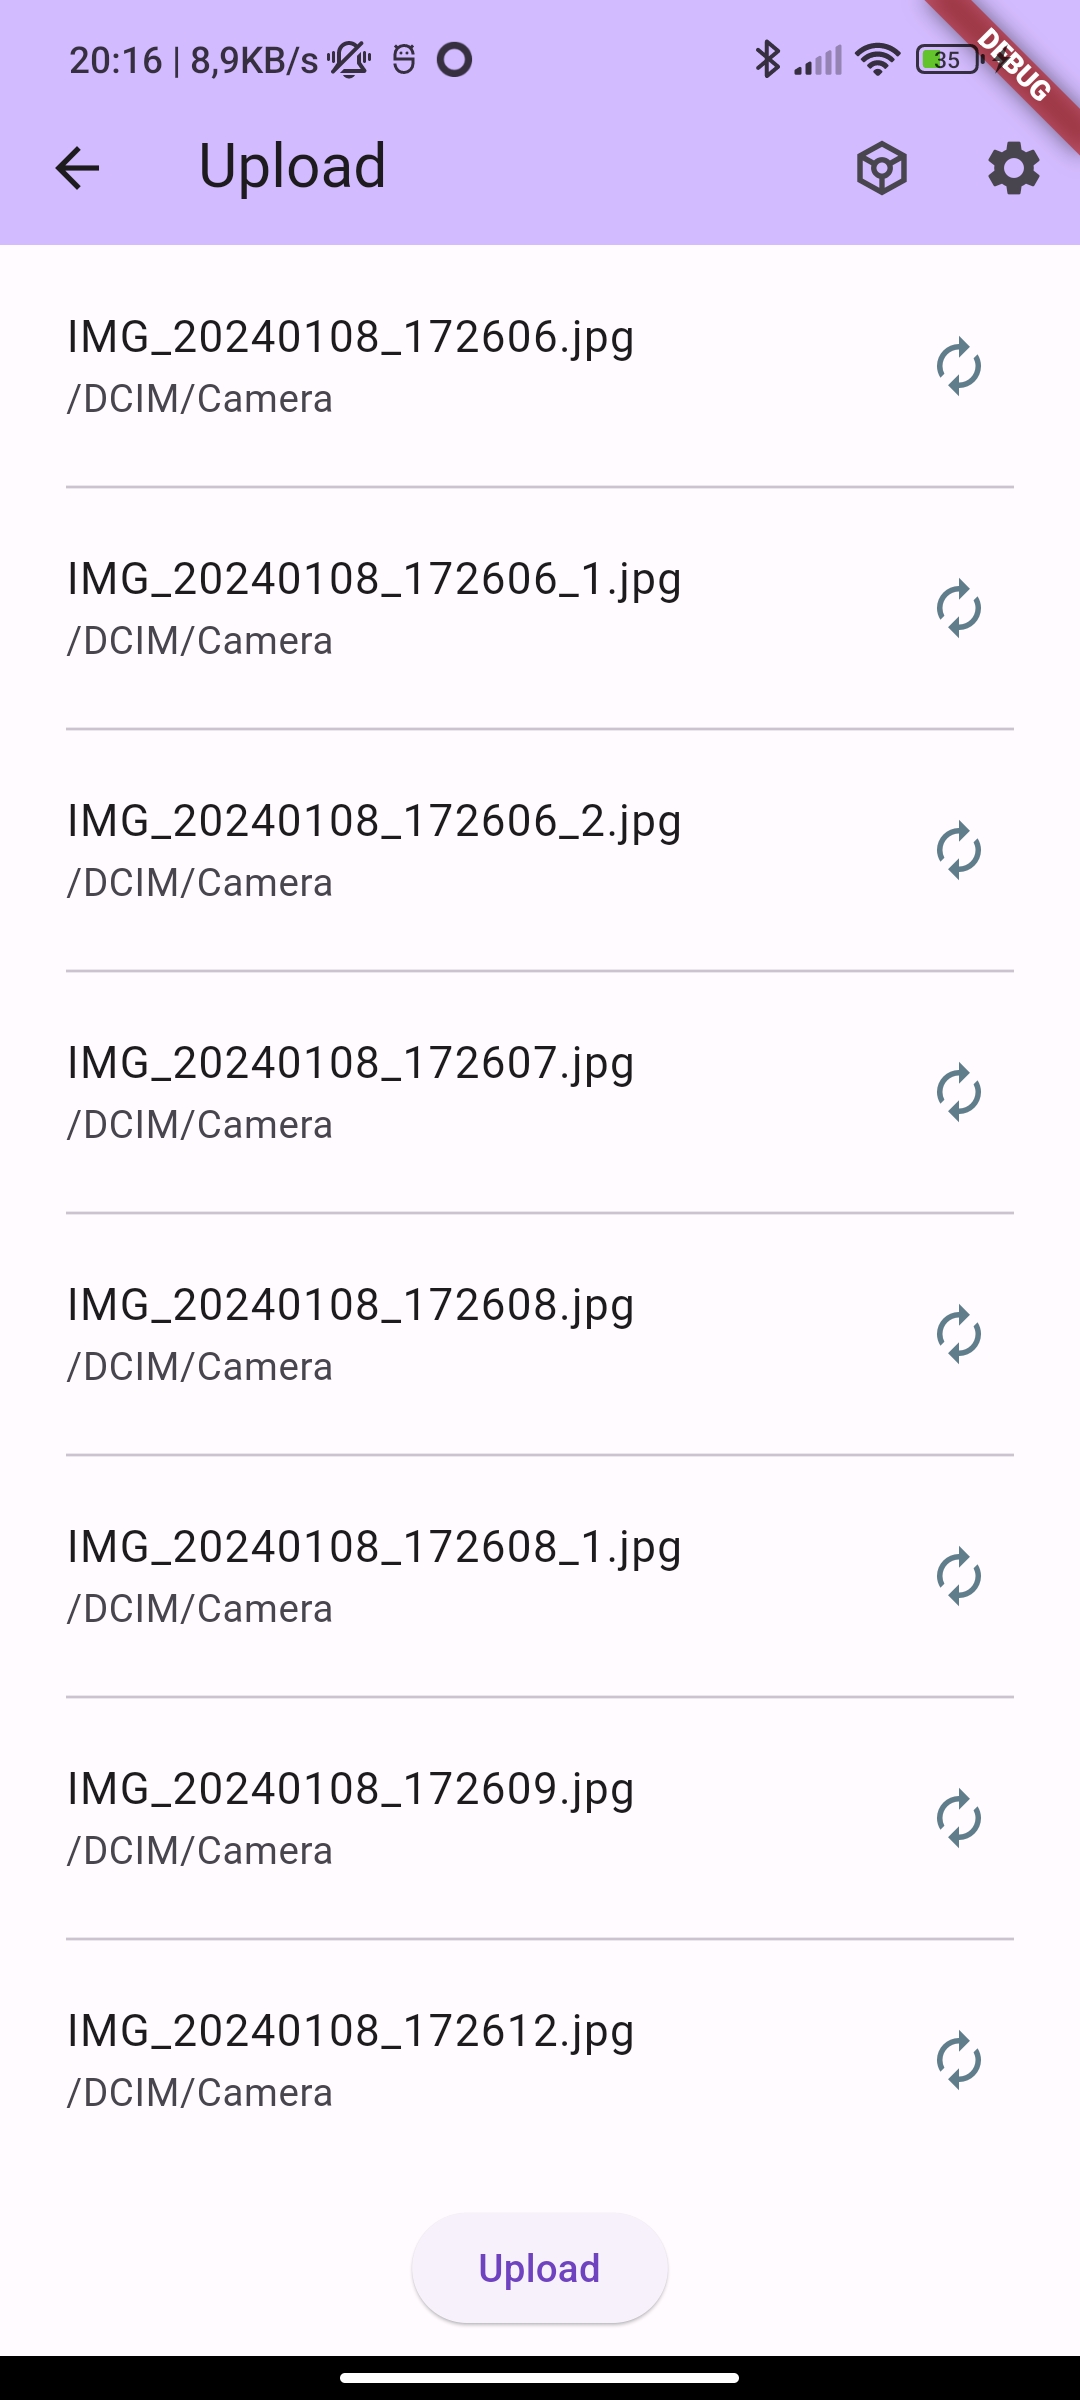 20:16 | 8,9KB/s
35
DEBUG
Upload
IMG_20240108_172606.jpg
/DCIM/Camera
IMG_20240108_172606_1.jpg
/DCIM/Camera
IMG_20240108_172606_2.jpg
/DCIM/Camera
IMG_20240108_172607.jpg
/DCIM/Camera
IMG_20240108_172608.jpg
/DCIM/Camera
IMG_20240108_172608_1.jpg
/DCIM/Camera
IMG_20240108_172609.jpg
/DCIM/Camera
IMG_20240108_172612.jpg
/DCIM/Camera
Upload